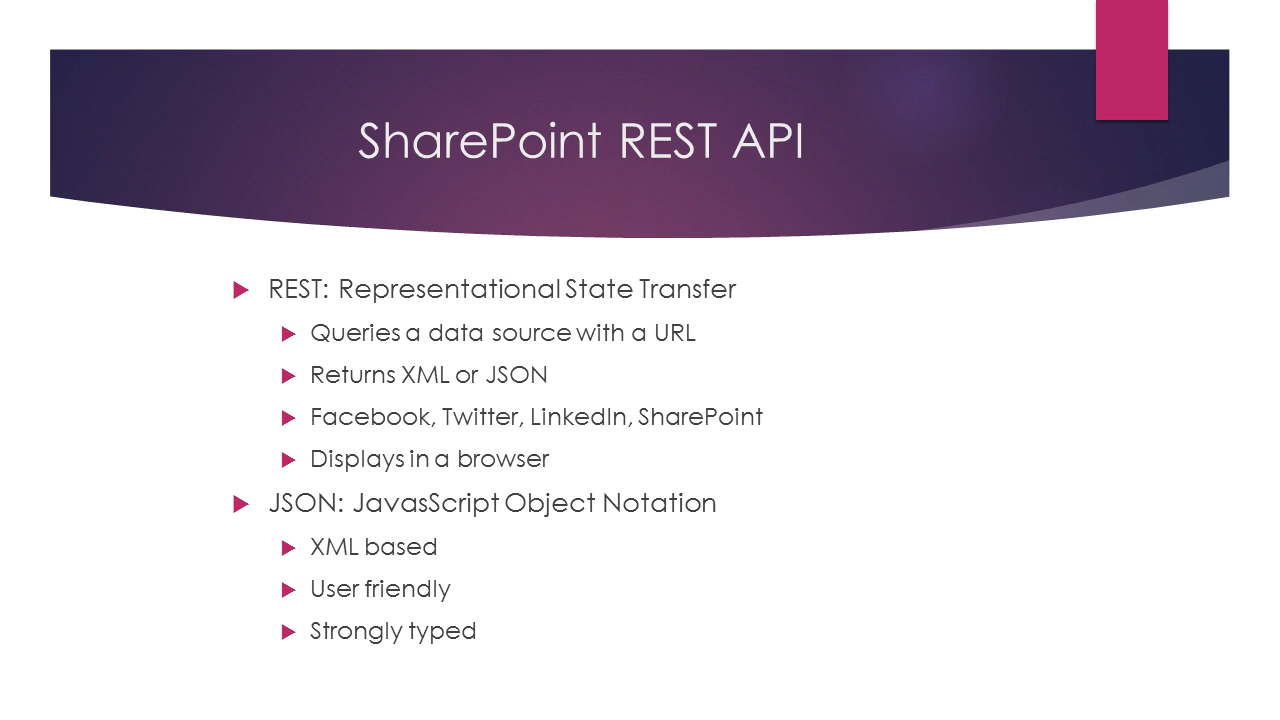 SharePoint REST API
REST: Representational State Transfer
Queries a data source with a URL
Returns XML or JSON
Facebook, Twitter, LinkedIn, SharePoint
Displays in a browser
JSON: JavasScript Object Notation
XML based
User friendly
Strongly typed